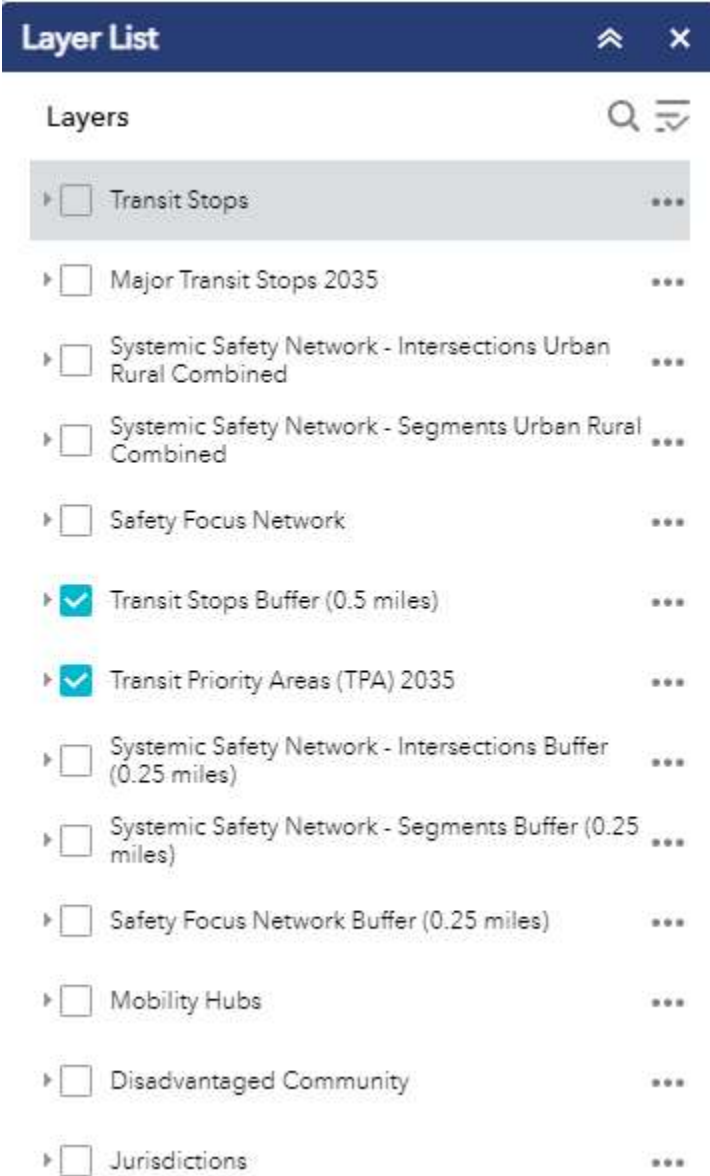 Layer List
Layers
Transit Stops
Major Transit Stops 2035
Systemic Safety Network - Intersections Urban
Rural Combined
Systemic Safety Network - Segments Urban Rural
Combined
Safety Focus Network
Transit Stops Buffer (0.5 miles)
Transit Priority Areas (TPA) 2035
Systemic Safety Network - Intersections Buffer
(0.25 miles)
Systemic Safety Network - Segments Buffer (0.25
miles)
Safety Focus Network Buffer (0.25 miles)
Mobility Hubs
Disadvantaged Community
Jurisdictions